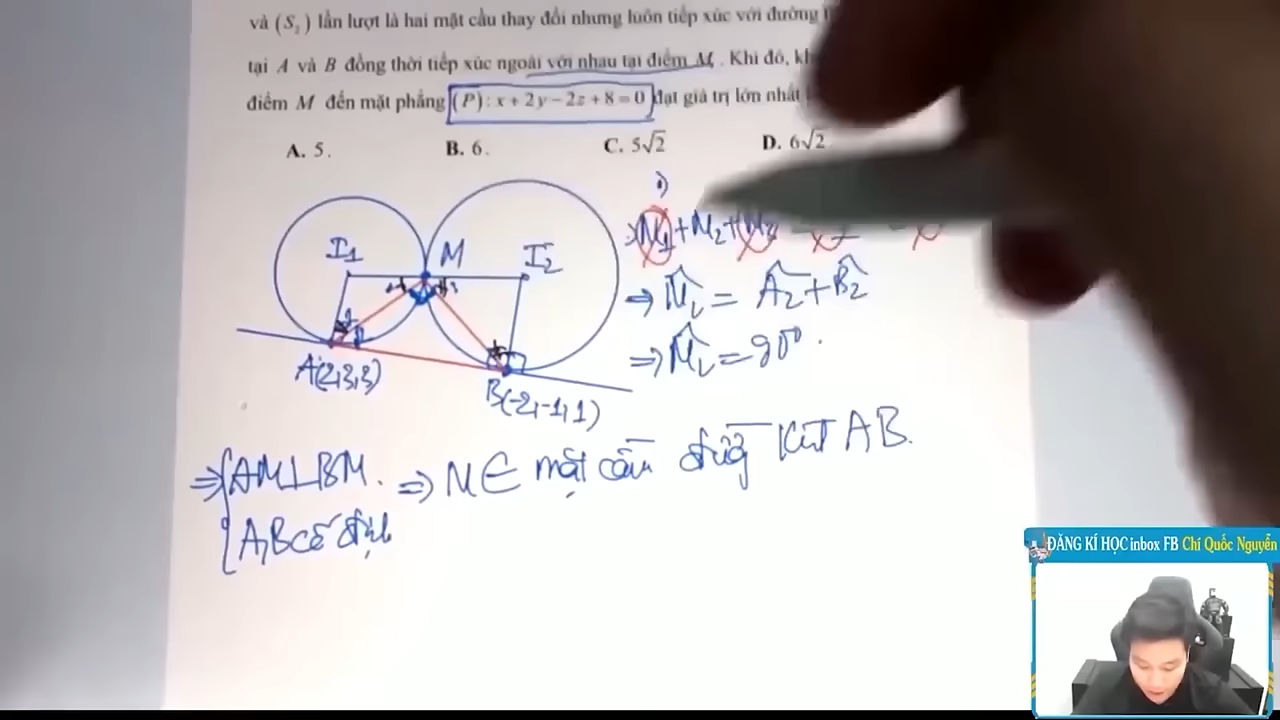 và (S₂) lần lượt là hai mặt cầu thay đổi nhưng luôn tiếp xúc với đường
tại A và B đồng thời tiếp xúc ngoài với nhau tại điểm M. Khi đó, kh
điểm M đến mặt phẳng (P): x + 2y − 2z + 8 = 0 đạt giá trị lớn nhất
A. 5. B. 6. C. 5√2 D. 6√2
I₁ M I₂
M₁ + M₂ + M₃
⇒ M̂₂ = Â₂ + B̂₂
⇒ M̂₂ = 90°.
A(2,3,3)
B(-2,-1,1)
⇒ { AM ⊥ BM. ⇒ M ∈ mặt cầu đường kính AB.
A, B cố định
ĐĂNG KÍ HỌC inbox FB Chí Quốc Nguyễn